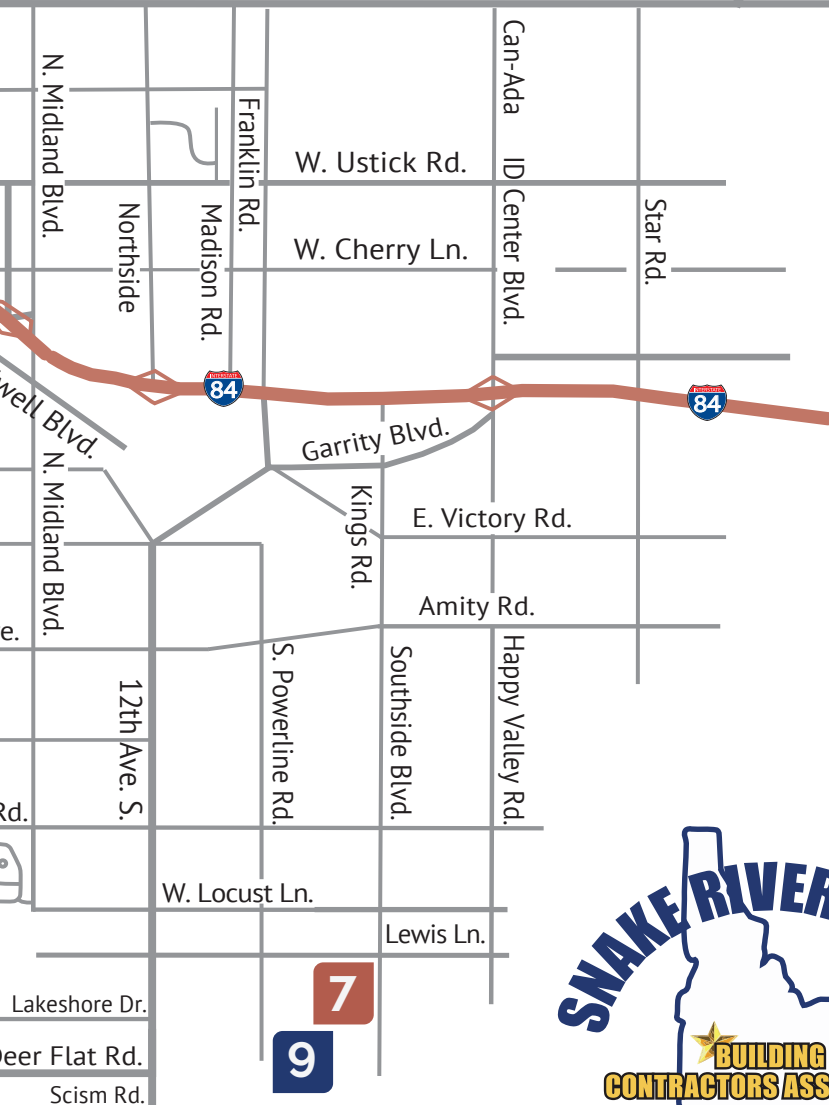 N. Midland Blvd.
Northside
Madison Rd.
Franklin Rd.
W. Ustick Rd.
Can-Ada
ID Center Blvd.
W. Cherry Ln.
Star Rd.
INTERSTATE
84
INTERSTATE
84
well Blvd.
Garrity Blvd.
N. Midland Blvd.
Kings Rd.
E. Victory Rd.
Amity Rd.
e.
12th Ave. S.
S. Powerline Rd.
Southside Blvd.
Happy Valley Rd.
Rd.
W. Locust Ln.
Lewis Ln.
7
Lakeshore Dr.
Deer Flat Rd.
9
Scism Rd.
SNAKE RIVER
BUILDING
CONTRACTORS ASS